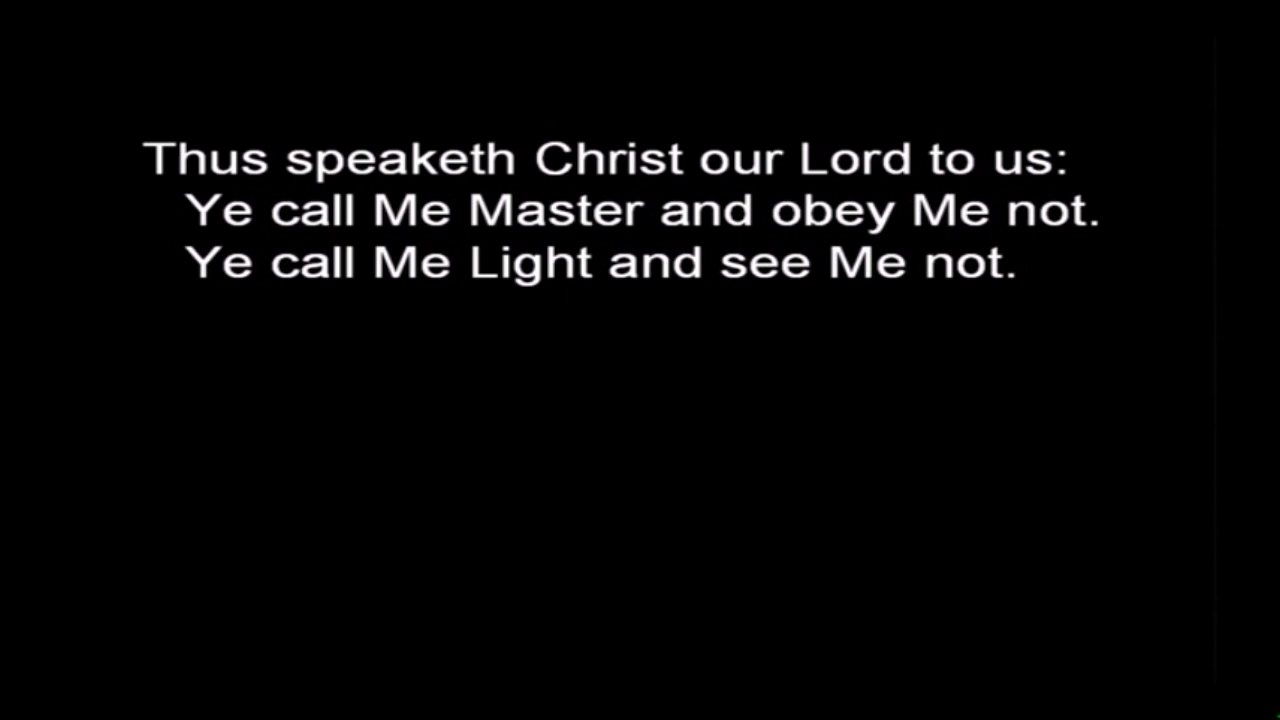 Thus speaketh Christ our Lord to us:
Ye call Me Master and obey Me not.
Ye call Me Light and see Me not.